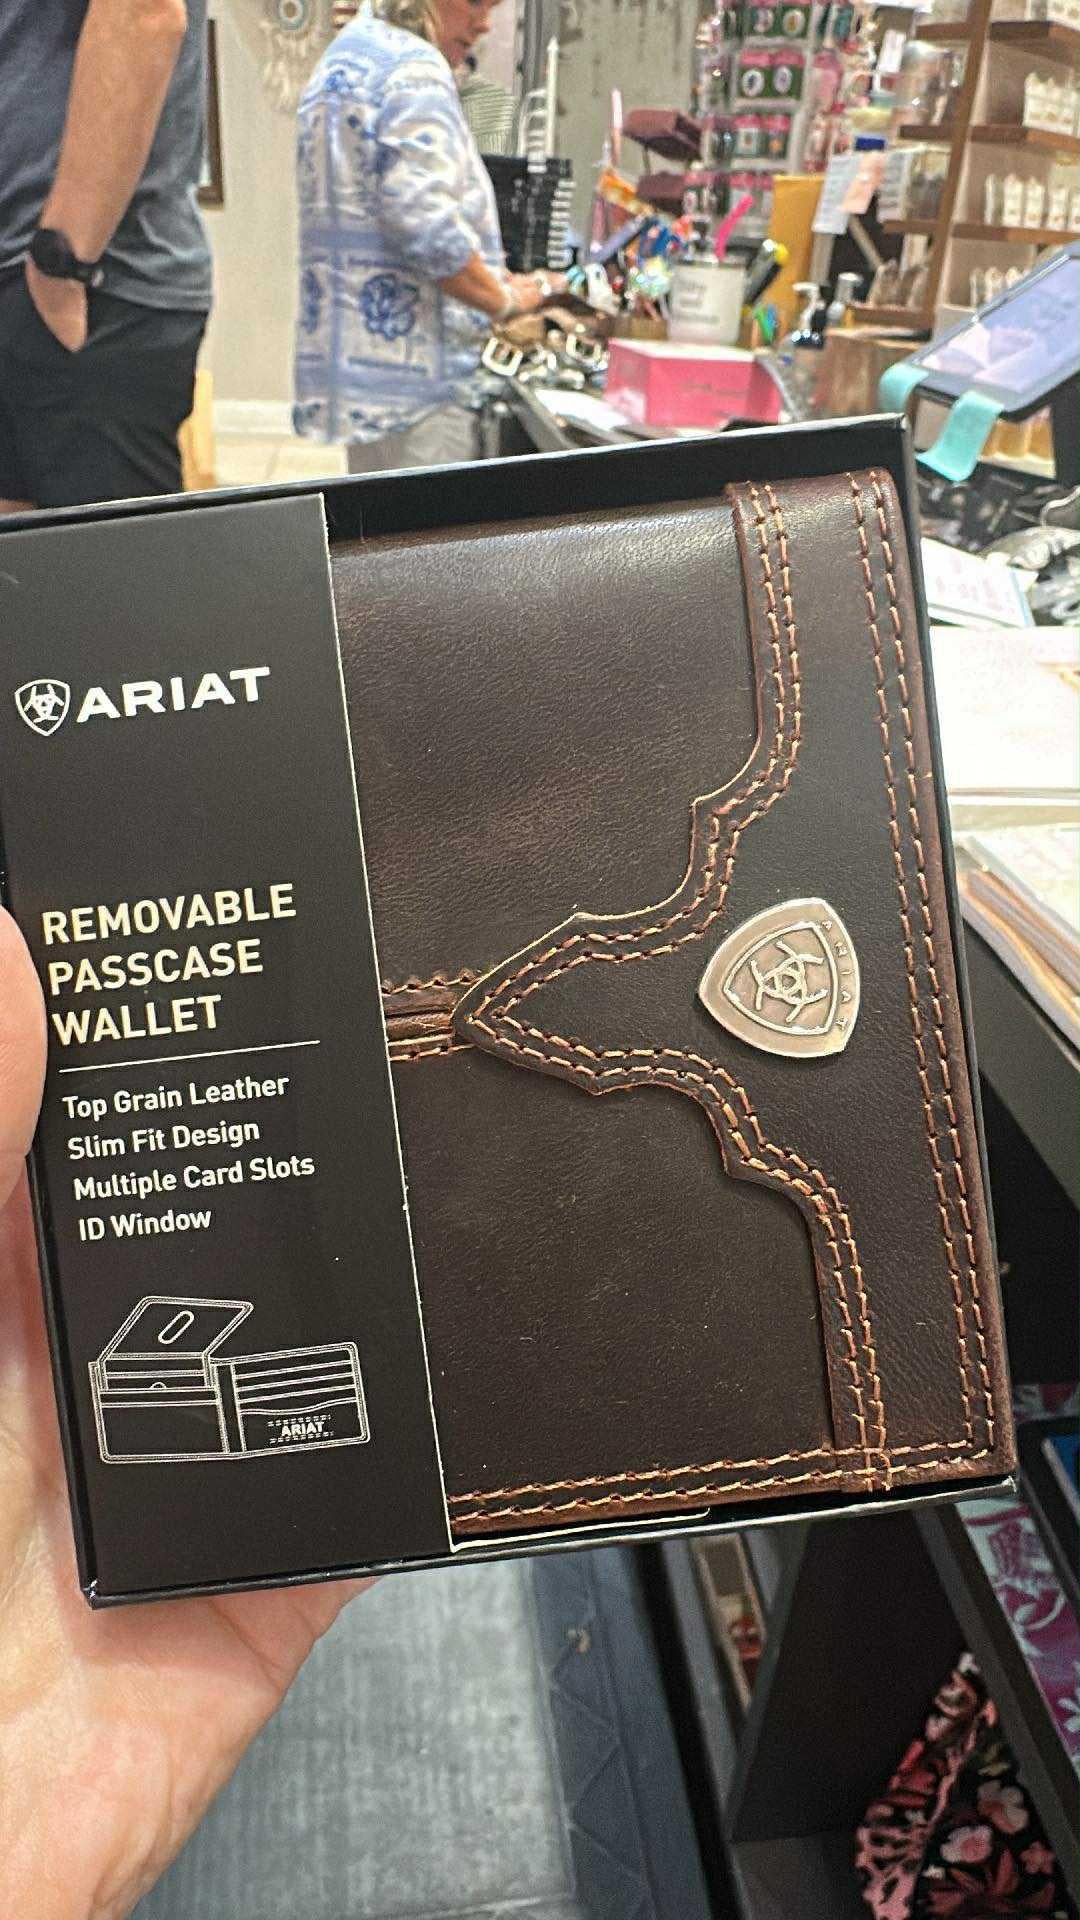 ARIAT
REMOVABLE
PASSCASE
WALLET
Top Grain Leather
Slim Fit Design
Multiple Card Slots
ID Window
ARIAT
ARIAT